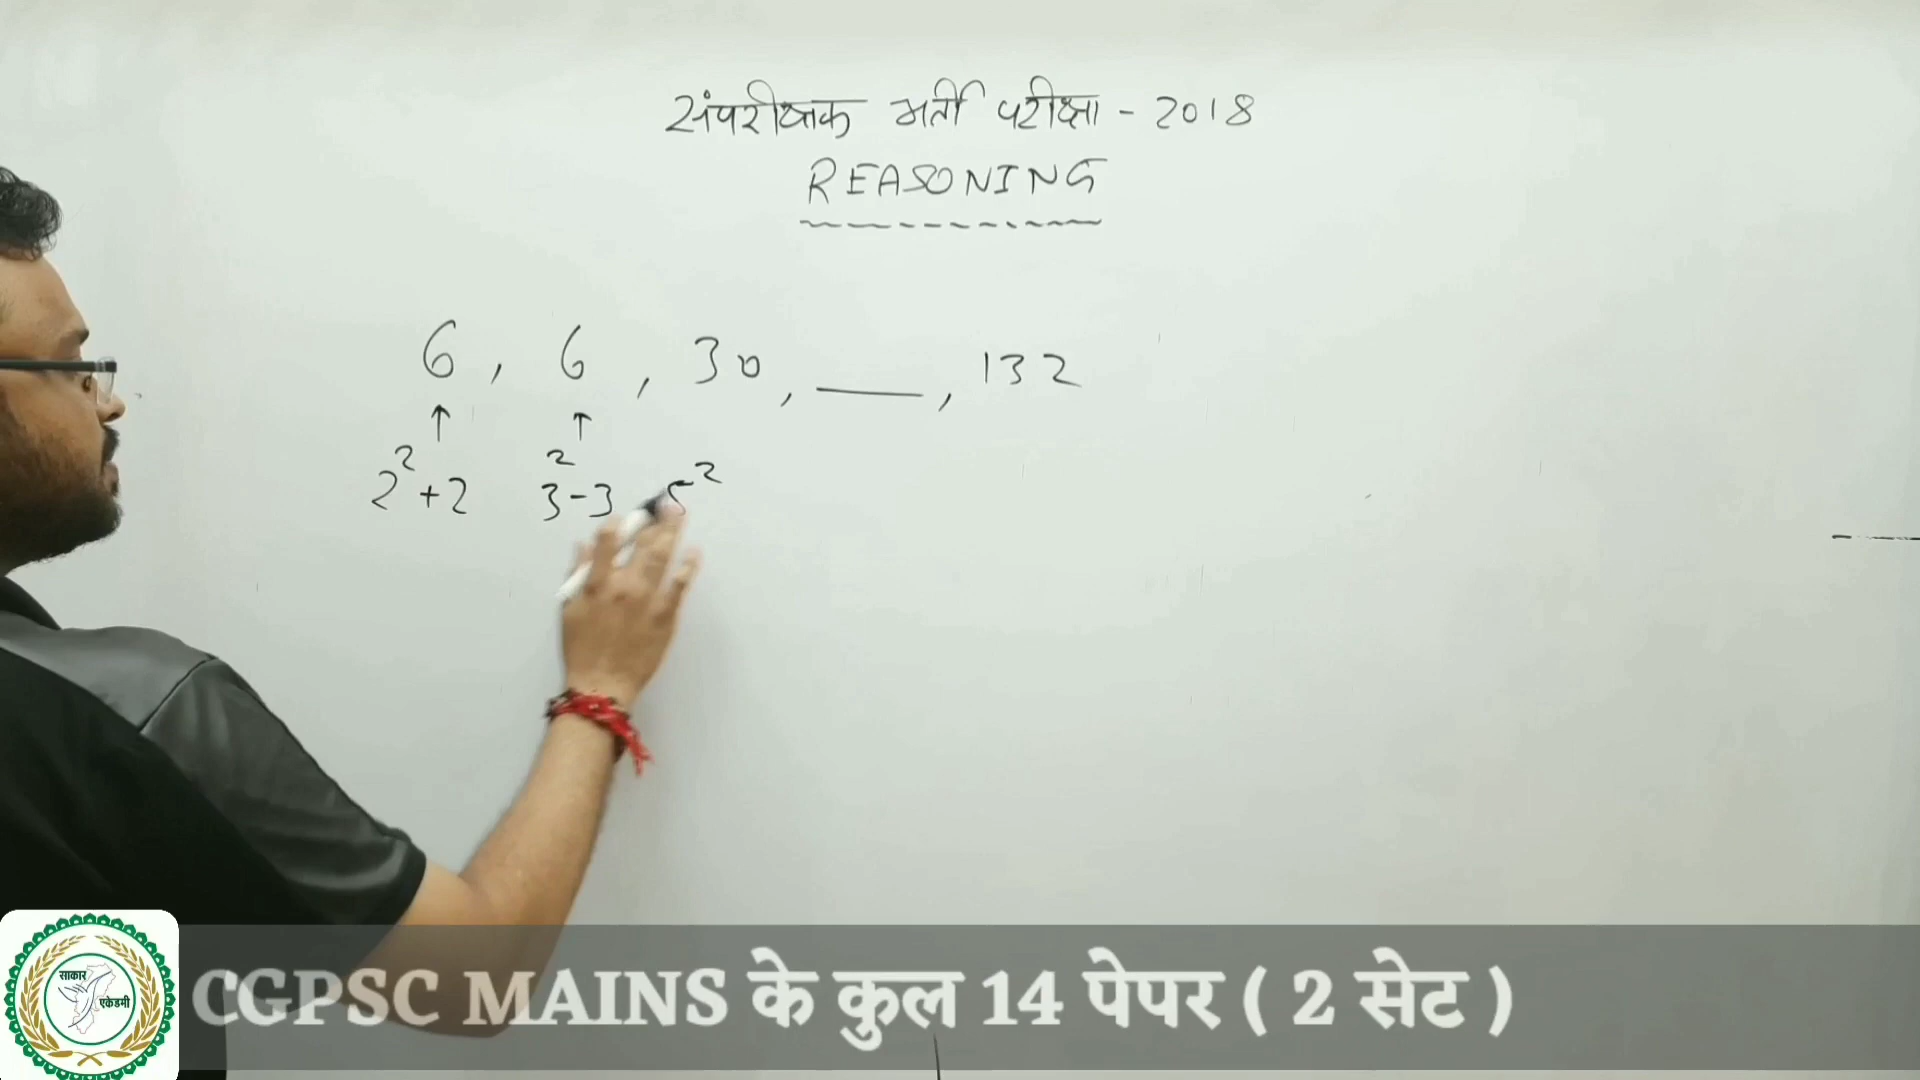 संपरीक्षक भर्ती परीक्षा - 2018
REASONING
6, 6, 30, ___, 132
↑ ↑
2²+2 3²-3 5²
साकार
एकेडमी
CGPSC MAINS के कुल 14 पेपर ( 2 सेट )